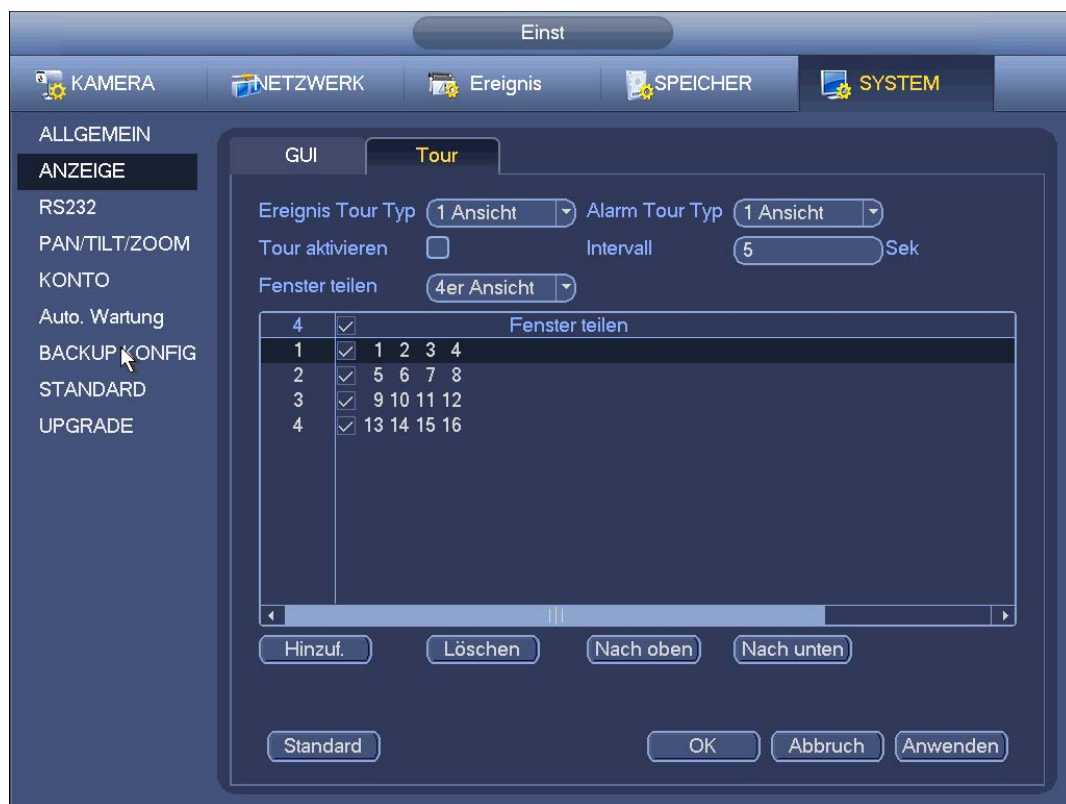 Einst
KAMERA NETZWERK Ereignis SPEICHER SYSTEM
ALLGEMEIN
ANZEIGE
RS232
PAN/TILT/ZOOM
KONTO
Auto. Wartung
BACKUP KONFIG
STANDARD
UPGRADE
GUI Tour
Ereignis Tour Typ 1 Ansicht Alarm Tour Typ 1 Ansicht
Tour aktivieren Intervall 5 Sek
Fenster teilen 4er Ansicht
4 Fenster teilen
1 1 2 3 4
2 5 6 7 8
3 9 10 11 12
4 13 14 15 16
Hinzuf. Löschen Nach oben Nach unten
Standard OK Abbruch Anwenden